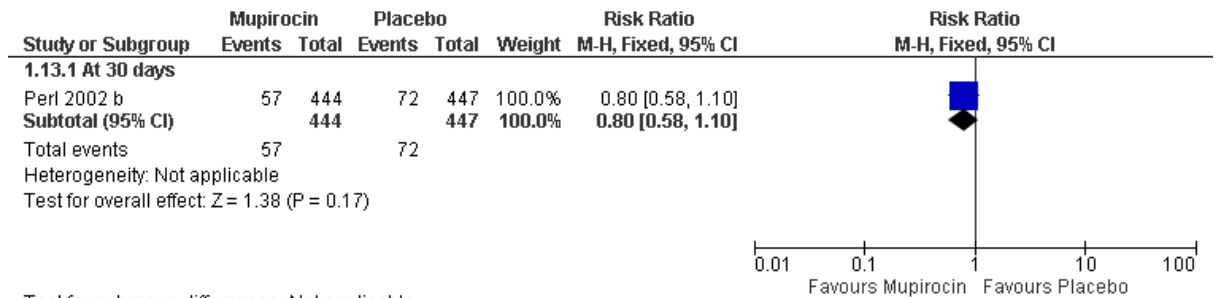 Mupirocin Placebo Risk Ratio Risk Ratio
Study or Subgroup Events Total Events Total Weight M-H, Fixed, 95% CI M-H, Fixed, 95% CI
1.13.1 At 30 days
Perl 2002 b 57 444 72 447 100.0% 0.80 [0.58, 1.10]
Subtotal (95% CI) 444 447 100.0% 0.80 [0.58, 1.10]
Total events 57 72
Heterogeneity: Not applicable
Test for overall effect: Z = 1.38 (P = 0.17)
0.01 0.1 1 10 100
Favours Mupirocin Favours Placebo